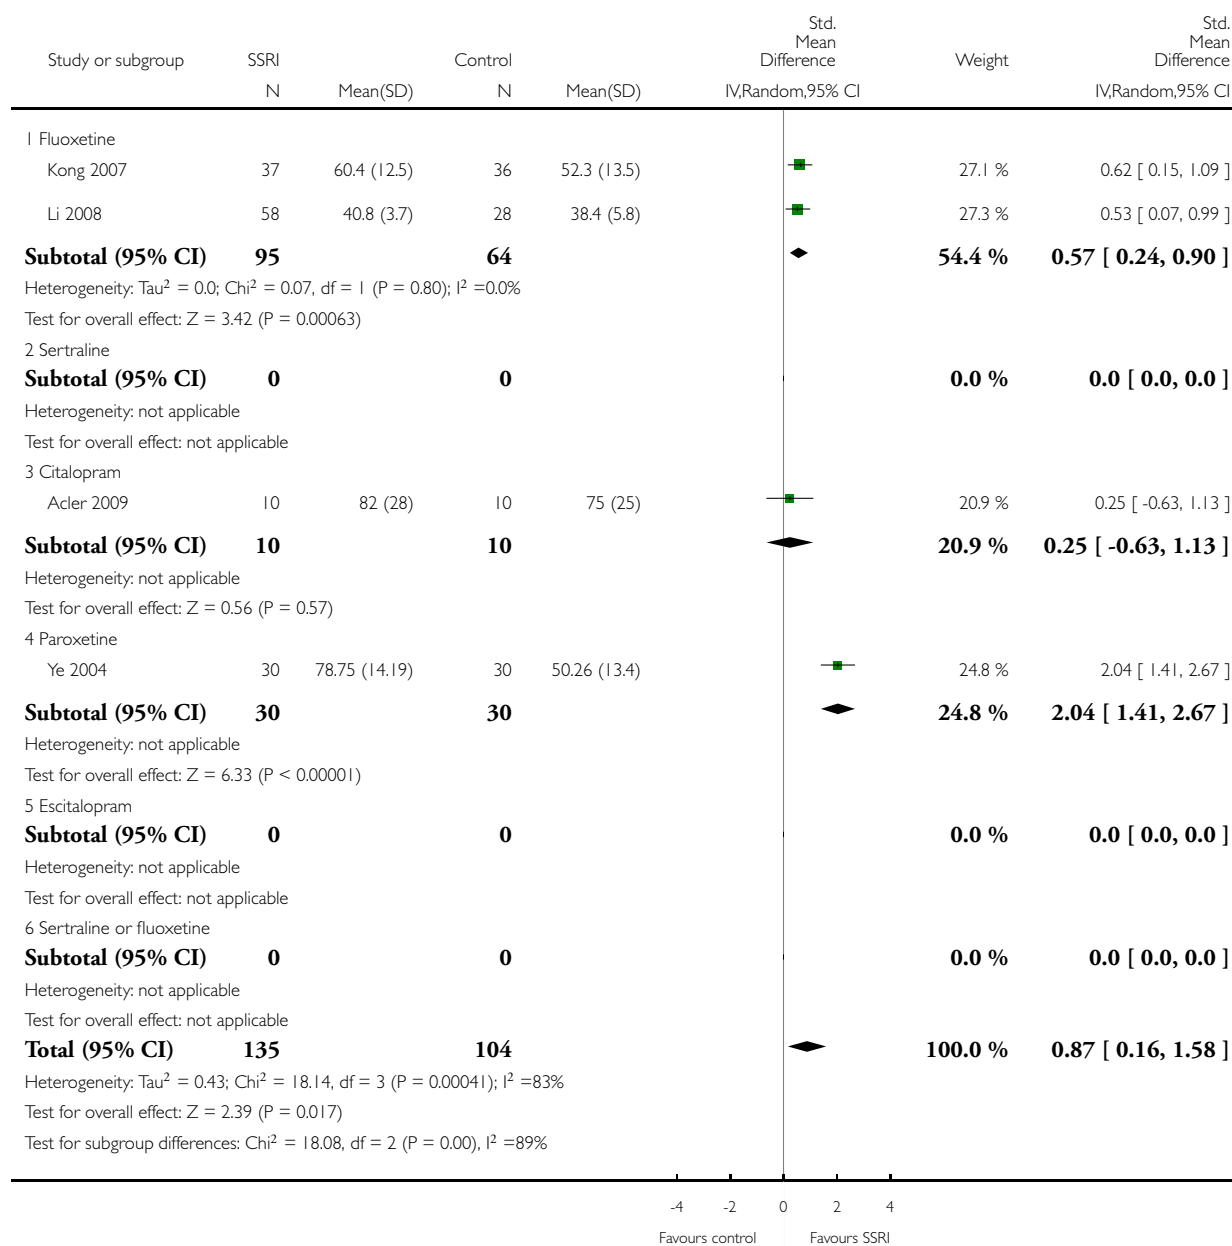 Study or subgroup SSRI Control Std. Mean Difference Weight Std. Mean Difference
N Mean(SD) N Mean(SD) IV,Random,95% CI IV,Random,95% CI
1 Fluoxetine
Kong 2007 37 60.4 (12.5) 36 52.3 (13.5) 27.1 % 0.62 [ 0.15, 1.09 ]
Li 2008 58 40.8 (3.7) 28 38.4 (5.8) 27.3 % 0.53 [ 0.07, 0.99 ]
Subtotal (95% CI) 95 64 54.4 % 0.57 [ 0.24, 0.90 ]
Heterogeneity: Tau² = 0.0; Chi² = 0.07, df = 1 (P = 0.80); I² =0.0%
Test for overall effect: Z = 3.42 (P = 0.00063)
2 Sertraline
Subtotal (95% CI) 0 0 0.0 % 0.0 [ 0.0, 0.0 ]
Heterogeneity: not applicable
Test for overall effect: not applicable
3 Citalopram
Acler 2009 10 82 (28) 10 75 (25) 20.9 % 0.25 [ -0.63, 1.13 ]
Subtotal (95% CI) 10 10 20.9 % 0.25 [ -0.63, 1.13 ]
Heterogeneity: not applicable
Test for overall effect: Z = 0.56 (P = 0.57)
4 Paroxetine
Ye 2004 30 78.75 (14.19) 30 50.26 (13.4) 24.8 % 2.04 [ 1.41, 2.67 ]
Subtotal (95% CI) 30 30 24.8 % 2.04 [ 1.41, 2.67 ]
Heterogeneity: not applicable
Test for overall effect: Z = 6.33 (P < 0.00001)
5 Escitalopram
Subtotal (95% CI) 0 0 0.0 % 0.0 [ 0.0, 0.0 ]
Heterogeneity: not applicable
Test for overall effect: not applicable
6 Sertraline or fluoxetine
Subtotal (95% CI) 0 0 0.0 % 0.0 [ 0.0, 0.0 ]
Heterogeneity: not applicable
Test for overall effect: not applicable
Total (95% CI) 135 104 100.0 % 0.87 [ 0.16, 1.58 ]
Heterogeneity: Tau² = 0.43; Chi² = 18.14, df = 3 (P = 0.00041); I² =83%
Test for overall effect: Z = 2.39 (P = 0.017)
Test for subgroup differences: Chi² = 18.08, df = 2 (P = 0.00), I² =89%
-4 -2 0 2 4
Favours control Favours SSRI